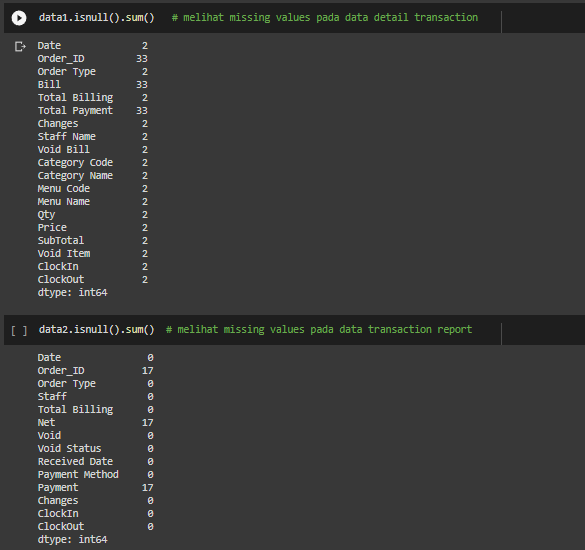 data1.isnull().sum()   # melihat missing values pada data detail transaction
Date 2
Order_ID 33
Order Type 2
Bill 33
Total Billing 2
Total Payment 33
Changes 2
Staff Name 2
Void Bill 2
Category Code 2
Category Name 2
Menu Code 2
Menu Name 2
Qty 2
Price 2
SubTotal 2
Void Item 2
ClockIn 2
ClockOut 2
dtype: int64
[ ] data2.isnull().sum()  # melihat missing values pada data transaction report
Date 0
Order_ID 17
Order Type 0
Staff 0
Total Billing 0
Net 17
Void 0
Void Status 0
Received Date 0
Payment Method 0
Payment 17
Changes 0
ClockIn 0
ClockOut 0
dtype: int64